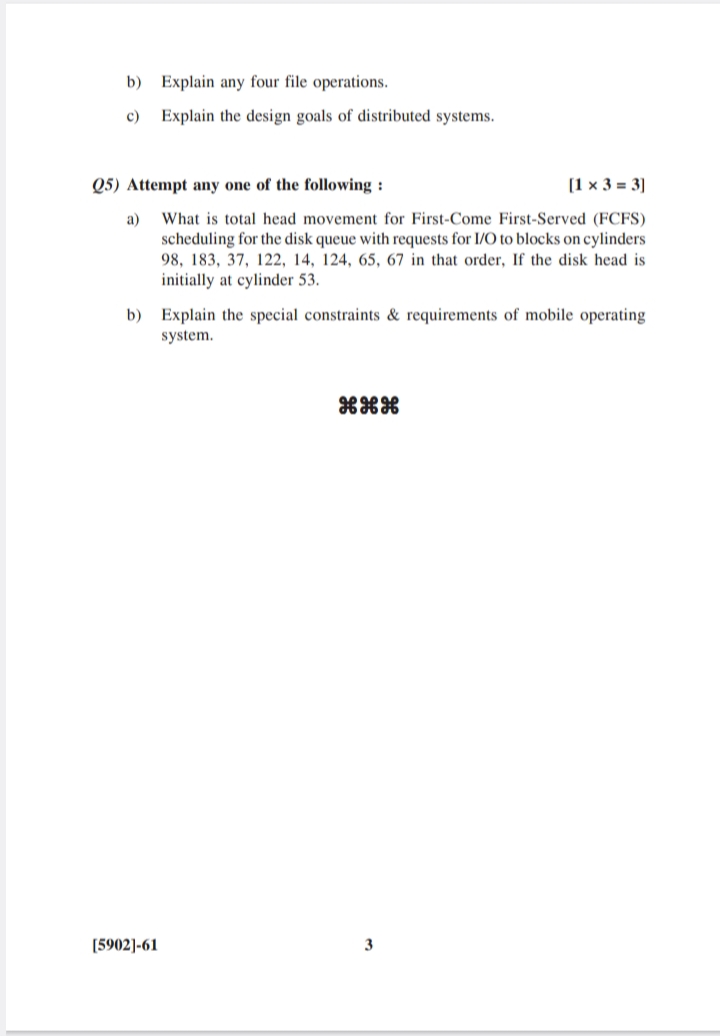 b) Explain any four file operations.
c) Explain the design goals of distributed systems.
Q5) Attempt any one of the following : [1 × 3 = 3]
a) What is total head movement for First-Come First-Served (FCFS)
scheduling for the disk queue with requests for I/O to blocks on cylinders
98, 183, 37, 122, 14, 124, 65, 67 in that order, If the disk head is
initially at cylinder 53.
b) Explain the special constraints & requirements of mobile operating
system.
⌘⌘⌘
[5902]-61 3